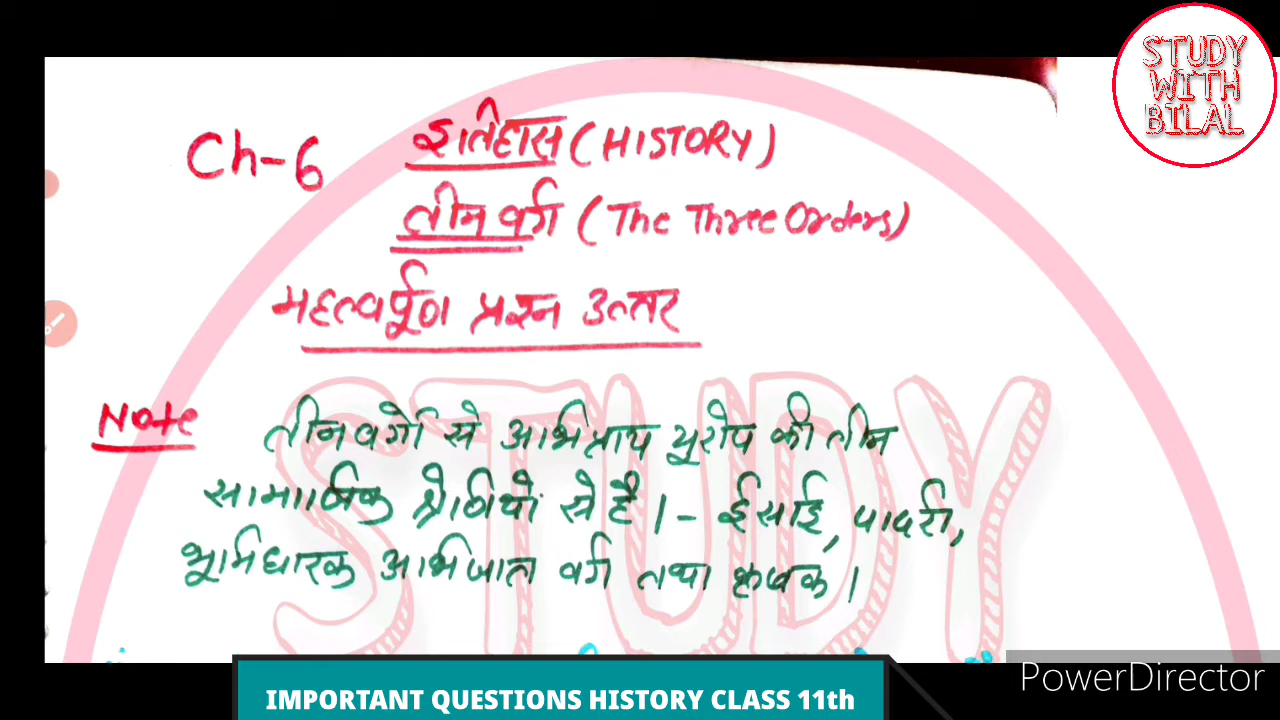 STUDY
WITH
BILAL
Ch-6 इतिहास (HISTORY)
तीन वर्ग (The Three Orders)
महत्वपूर्ण प्रश्न उत्तर
Note तीन वर्गो से अभिप्राय यूरोप की तीन
सामाजिक श्रेणियो से है। - ईसाई, पादरी,
भूमिधारक अभिजात वर्ग तथा कृषक।
STUDY
IMPORTANT QUESTIONS HISTORY CLASS 11th
PowerDirector